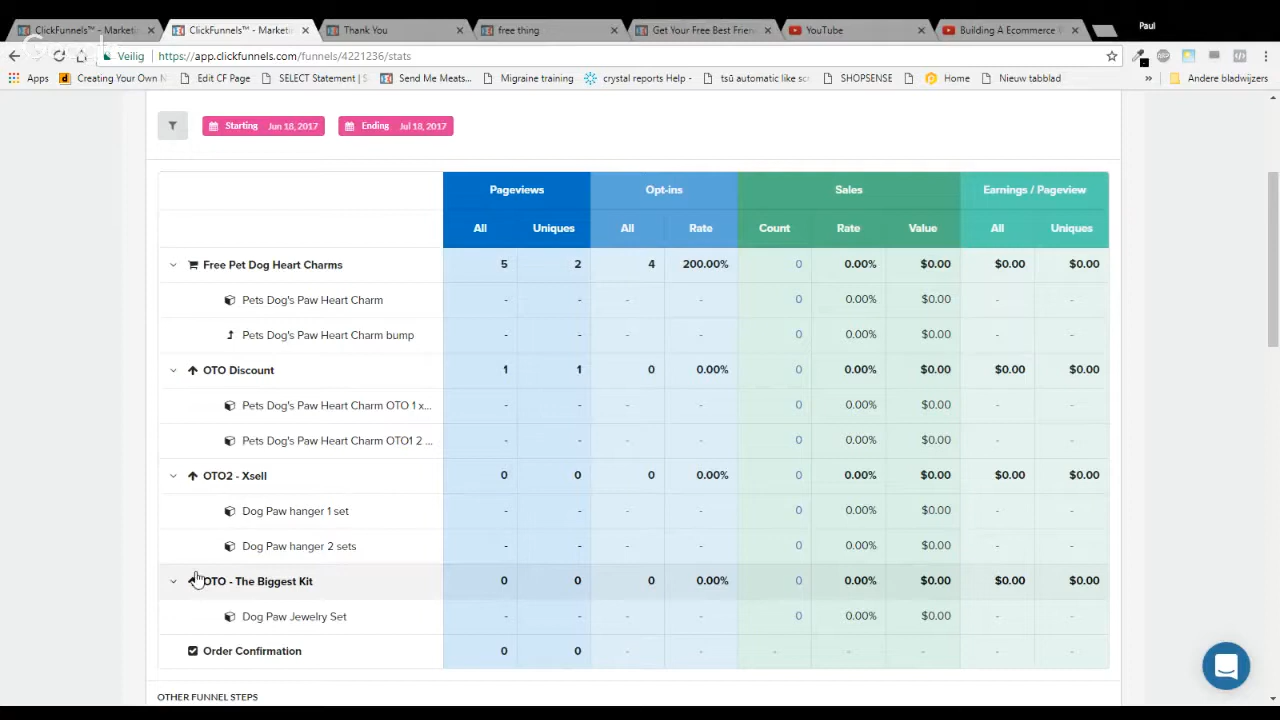 ClickFunnels™ - Marketi
ClickFunnels™ - Marketi
Thank You
free thing
Get Your Free Best Frien
YouTube
Building A Ecommerce
Paul
Veilig
https://app.clickfunnels.com/funnels/4221236/stats
Apps
Creating Your Own N
Edit CF Page
SELECT Statement | S
Send Me Meats...
Migraine training
crystal reports Help -
sü automatic like scr
SHOPSENSE
Home
Nieuw tabblad
»
Andere bladwijzers
Starting Jun 18, 2017
Ending Jul 18, 2017
Pageviews Opt-ins Sales Earnings / Pageview
All Uniques All Rate Count Rate Value All Uniques
Free Pet Dog Heart Charms 5 2 4 200.00% 0 0.00% $0.00 $0.00 $0.00
Pets Dog's Paw Heart Charm - - - - 0 0.00% $0.00 - -
Pets Dog's Paw Heart Charm bump - - - - 0 0.00% $0.00 - -
OTO Discount 1 1 0 0.00% 0 0.00% $0.00 $0.00 $0.00
Pets Dog's Paw Heart Charm OTO 1 x... - - - - 0 0.00% $0.00 - -
Pets Dog's Paw Heart Charm OTO1 2 ... - - - - 0 0.00% $0.00 - -
OTO2 - Xsell 0 0 0 0.00% 0 0.00% $0.00 $0.00 $0.00
Dog Paw hanger 1 set - - - - 0 0.00% $0.00 - -
Dog Paw hanger 2 sets - - - - 0 0.00% $0.00 - -
OTO - The Biggest Kit 0 0 0 0.00% 0 0.00% $0.00 $0.00 $0.00
Dog Paw Jewelry Set - - - - 0 0.00% $0.00 - -
Order Confirmation 0 0 - - - - - - -
OTHER FUNNEL STEPS